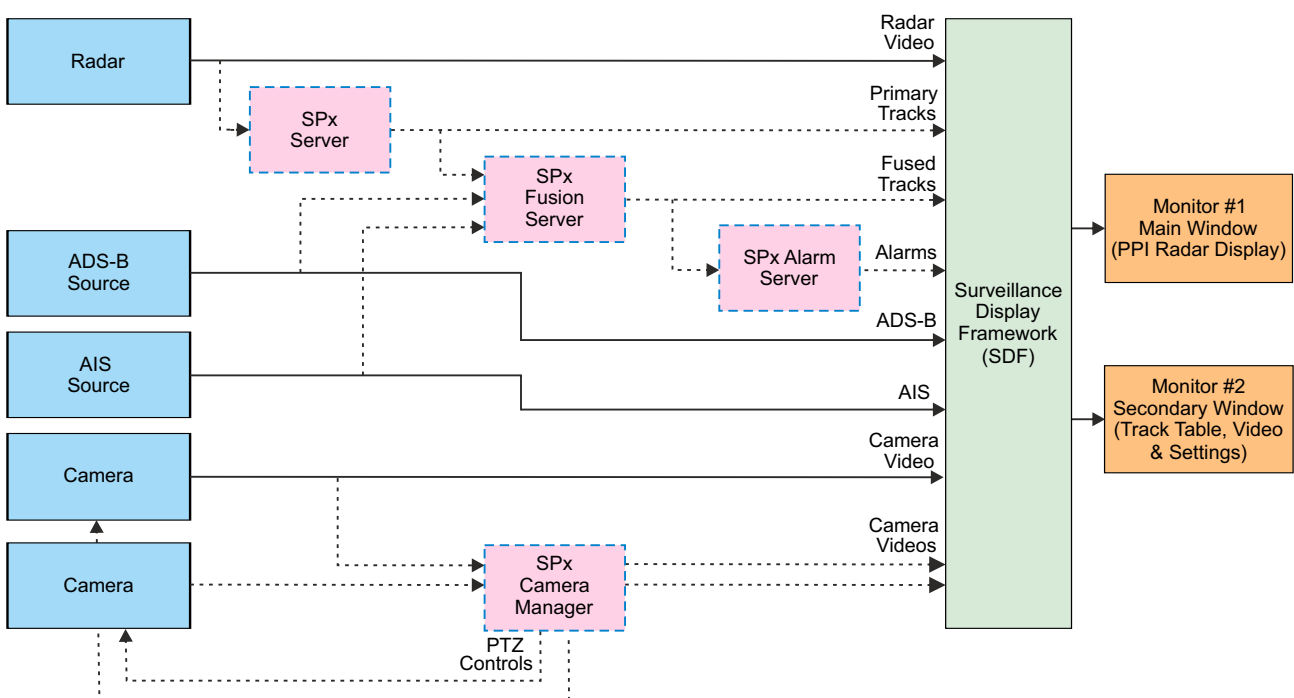 Radar
Radar
Video
SPx
Server
Primary
Tracks
SPx
Fusion
Server
Fused
Tracks
Monitor #1
Main Window
(PPI Radar Display)
ADS-B
Source
SPx Alarm
Server
Alarms
Surveillance
Display
Framework
(SDF)
ADS-B
AIS
Source
AIS
Monitor #2
Secondary Window
(Track Table, Video
& Settings)
Camera
Camera
Video
Camera
SPx
Camera
Manager
Camera
Videos
PTZ
Controls